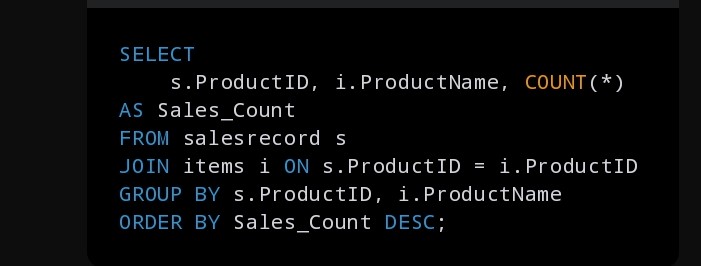 SELECT
    s.ProductID, i.ProductName, COUNT(*)
AS Sales_Count
FROM salesrecord s
JOIN items i ON s.ProductID = i.ProductID
GROUP BY s.ProductID, i.ProductName
ORDER BY Sales_Count DESC;